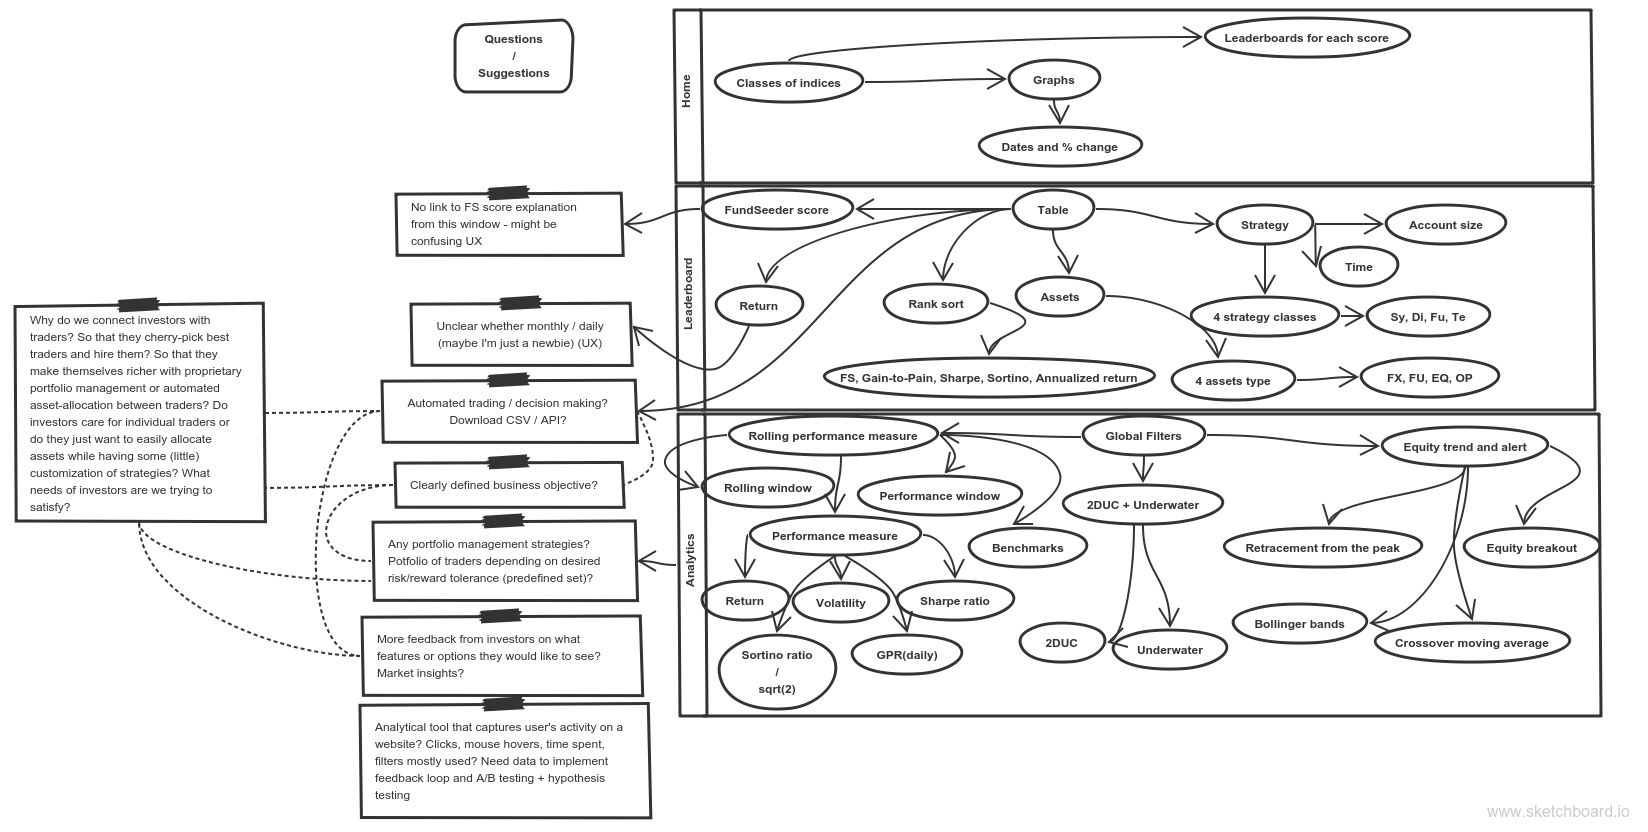 Questions
/
Suggestions
Home
Leaderboards for each score
Classes of indices
Graphs
Dates and % change
Leaderboard
FundSeeder score
Table
Strategy
Account size
Time
Return
Rank sort
Assets
4 strategy classes
Sy, Di, Fu, Te
FS, Gain-to-Pain, Sharpe, Sortino, Annualized return
4 assets type
FX, FU, EQ, OP
Analytics
Rolling performance measure
Global Filters
Equity trend and alert
Rolling window
Performance window
2DUC + Underwater
Performance measure
Benchmarks
Retracement from the peak
Equity breakout
Return
Volatility
Sharpe ratio
Bollinger bands
Sortino ratio
/
sqrt(2)
GPR(daily)
2DUC
Underwater
Crossover moving average
No link to FS score explanation
from this window - might be
confusing UX
Unclear whether monthly / daily
(maybe I'm just a newbie) (UX)
Automated trading / decision making?
Download CSV / API?
Clearly defined business objective?
Any portfolio management strategies?
Potfolio of traders depending on desired
risk/reward tolerance (predefined set)?
More feedback from investors on what
features or options they would like to see?
Market insights?
Analytical tool that captures user's activity on a
website? Clicks, mouse hovers, time spent,
filters mostly used? Need data to implement
feedback loop and A/B testing + hypothesis
testing
Why do we connect investors with
traders? So that they cherry-pick best
traders and hire them? So that they
make themselves richer with proprietary
portfolio management or automated
asset-allocation between traders? Do
investors care for individual traders or
do they just want to easily allocate
assets while having some (little)
customization of strategies? What
needs of investors are we trying to
satisfy?
www.sketchboard.io